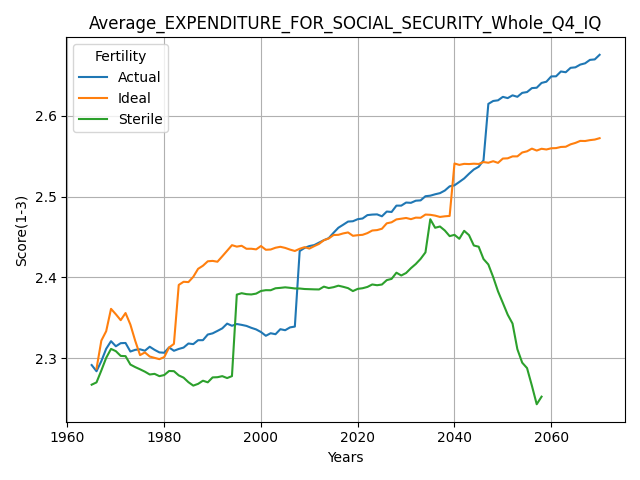 Average_EXPENDITURE_FOR_SOCIAL_SECURITY_Whole_Q4_IQ
Fertility
Actual
Ideal
Sterile
Score(1-3)
2.6
2.5
2.4
2.3
1960 1980 2000 2020 2040 2060
Years